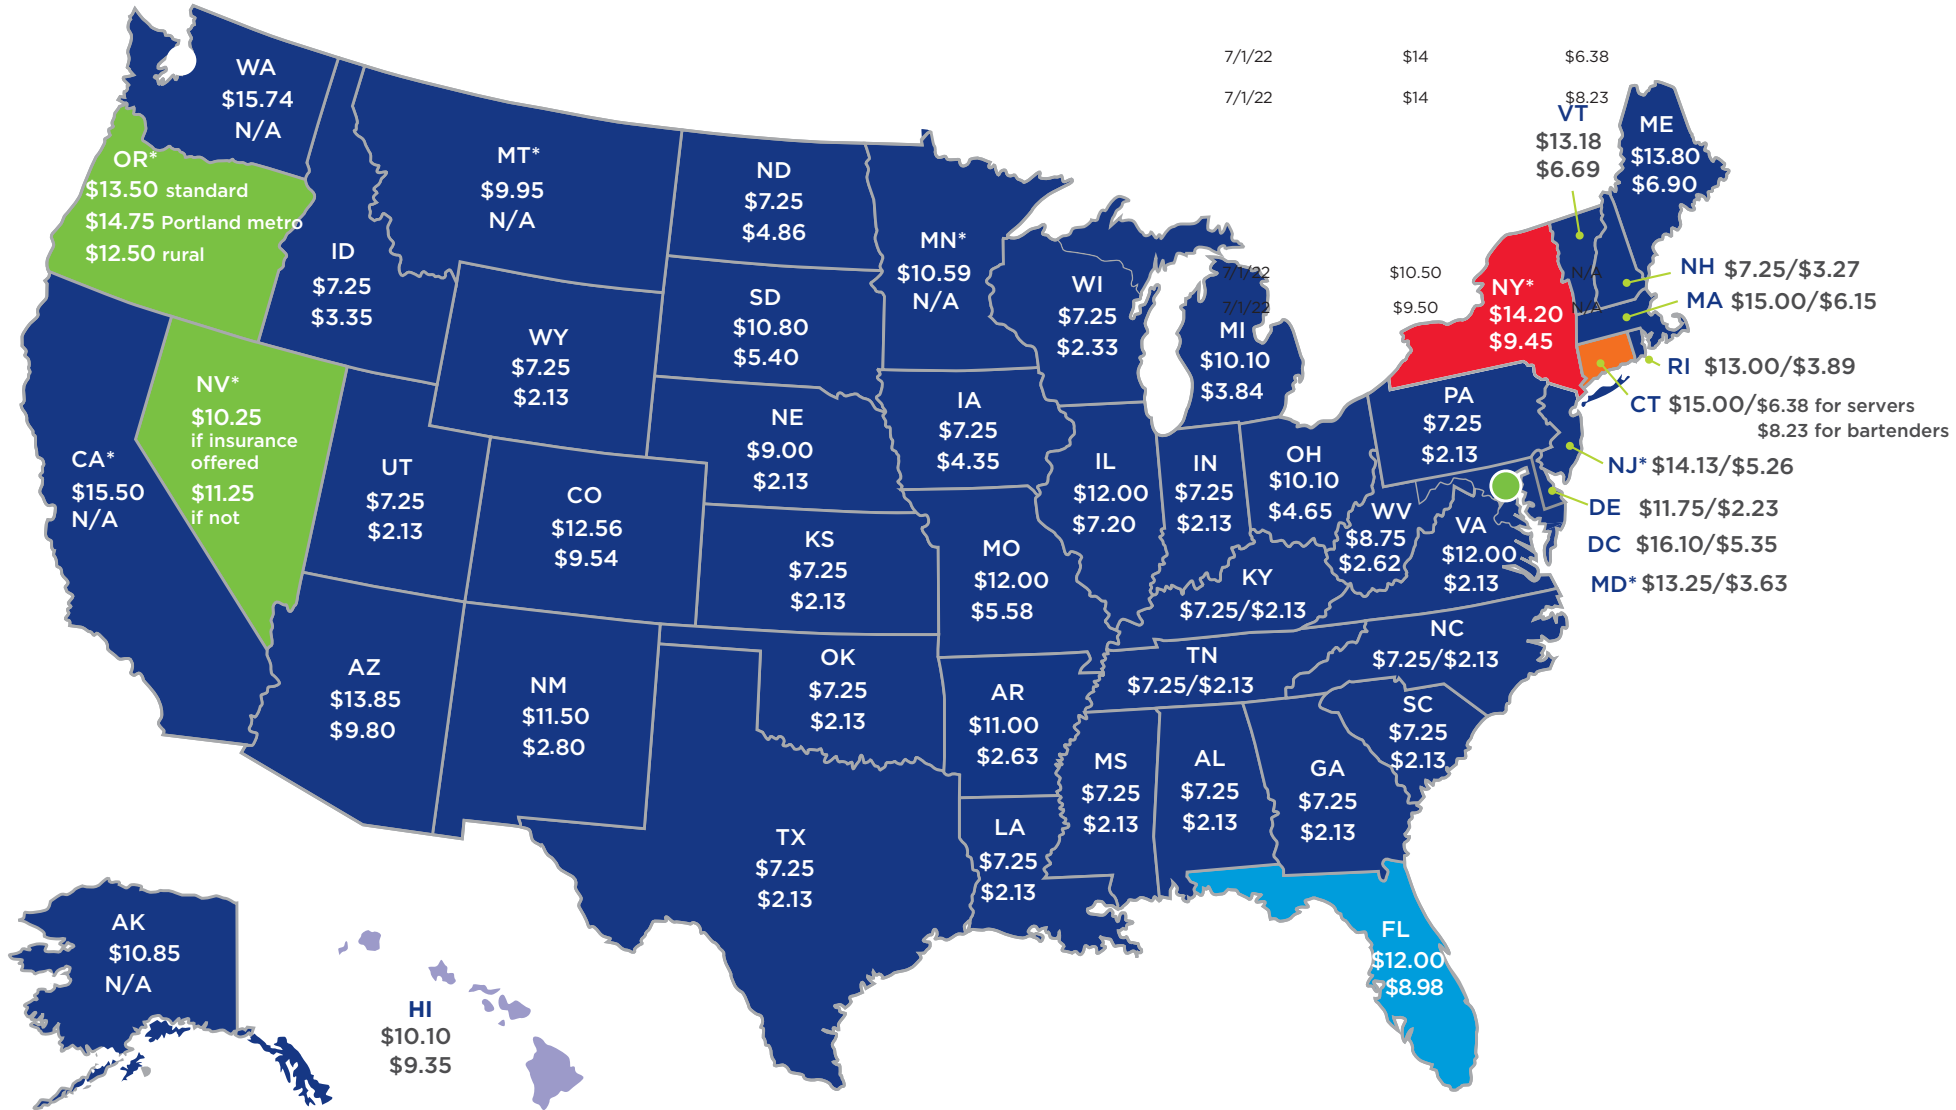 7/1/22 $14 $6.38
7/1/22 $14 $8.23
WA
$15.74
N/A
OR*
$13.50 standard
$14.75 Portland metro
$12.50 rural
MT*
$9.95
N/A
ID
$7.25
$3.35
ND
$7.25
$4.86
MN*
$10.59
N/A
SD
$10.80
$5.40
WI
$7.25
$2.33
7/1/22 $10.50 N/A
7/1/22 $9.50 N/A
MI
$10.10
$3.84
VT
$13.18
$6.69
ME
$13.80
$6.90
NY*
$14.20
$9.45
NH $7.25/$3.27
MA $15.00/$6.15
RI $13.00/$3.89
CT $15.00/$6.38 for servers
$8.23 for bartenders
NJ* $14.13/$5.26
DE $11.75/$2.23
DC $16.10/$5.35
MD* $13.25/$3.63
WY
$7.25
$2.13
NV*
$10.25
if insurance
offered
$11.25
if not
CA*
$15.50
N/A
UT
$7.25
$2.13
CO
$12.56
$9.54
NE
$9.00
$2.13
IA
$7.25
$4.35
KS
$7.25
$2.13
MO
$12.00
$5.58
IL
$12.00
$7.20
IN
$7.25
$2.13
OH
$10.10
$4.65
PA
$7.25
$2.13
WV
$8.75
$2.62
VA
$12.00
$2.13
KY
$7.25/$2.13
NC
$7.25/$2.13
TN
$7.25/$2.13
SC
$7.25
$2.13
AZ
$13.85
$9.80
NM
$11.50
$2.80
OK
$7.25
$2.13
AR
$11.00
$2.63
TX
$7.25
$2.13
LA
$7.25
$2.13
MS
$7.25
$2.13
AL
$7.25
$2.13
GA
$7.25
$2.13
FL
$12.00
$8.98
AK
$10.85
N/A
HI
$10.10
$9.35